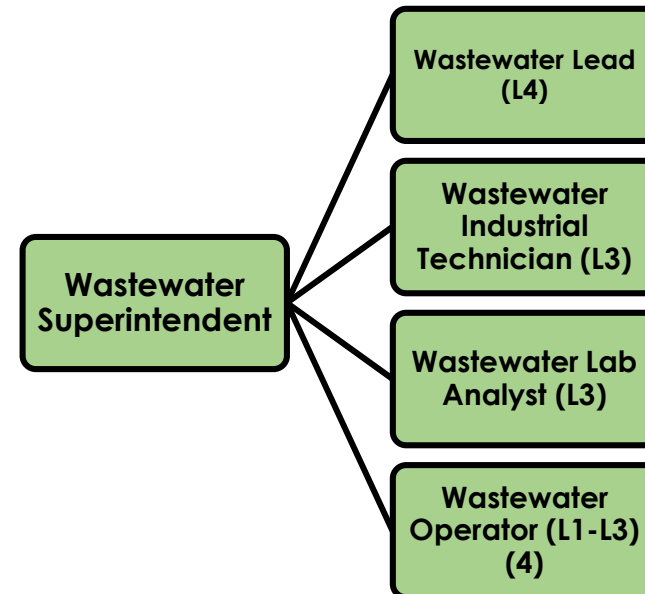 Wastewater
Superintendent
Wastewater Lead
(L4)
Wastewater
Industrial
Technician (L3)
Wastewater Lab
Analyst (L3)
Wastewater
Operator (L1-L3)
(4)